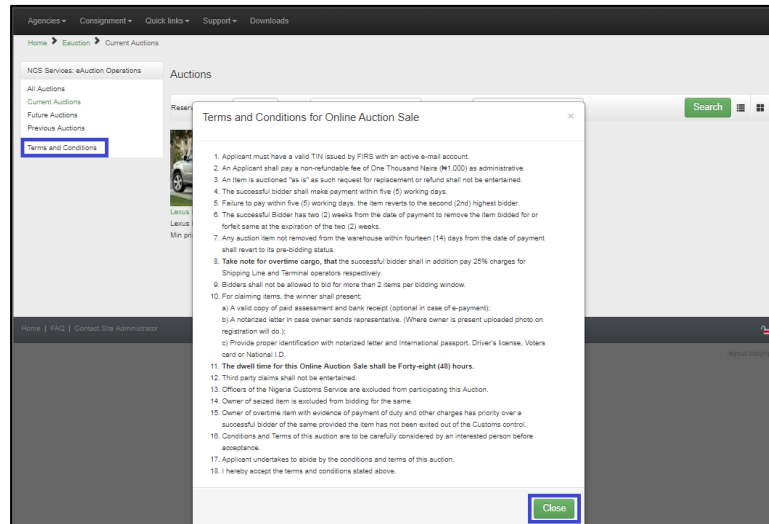 Agencies Consignment Quick links Support Downloads
Home Eauction Current Auctions
NCS Services: eAuction Operations
All Auctions
Current Auctions
Future Auctions
Previous Auctions
Terms and Conditions
Auctions
Search
Lexus
Lexus
Min
Terms and Conditions for Online Auction Sale
×
1. Applicant must have a valid TIN issued by FIRS with an active e-mail account.
2. An Applicant shall pay a non-refundable fee of One Thousand Naira (₦1,000) as administrative.
3. An Item is auctioned "as is" as such request for replacement or refund shall not be entertained.
4. The successful bidder shall make payment within five (5) working days.
5. Failure to pay within five (5) working days, the item reverts to the second (2nd) highest bidder.
6. The successful Bidder has two (2) weeks from the date of payment to remove the item bidded for or
forfeit same at the expiration of the two (2) weeks.
7. Any auction item not removed from the warehouse within fourteen (14) days from the date of payment
shall revert to its pre-bidding status.
8. Take note for overtime cargo, that the successful bidder shall in addition pay 25% charges for
Shipping Line and Terminal operators respectively.
9. Bidders shall not be allowed to bid for more than 2 items per bidding window.
10. For claiming items, the winner shall present;
a) A valid copy of paid assessment and bank receipt (optional in case of e-payment);
b) A notarized letter in case owner sends representative. (Where owner is present uploaded photo on
registration will do.);
c) Provide proper identification with notarized letter and International passport, Driver's license, Voters
card or National I.D.
11. The dwell time for this Online Auction Sale shall be Forty-eight (48) hours.
12. Third party claims shall not be entertained.
13. Officers of the Nigeria Customs Service are excluded from participating this Auction.
14. Owner of seized item is excluded from bidding for the same.
15. Owner of overtime item with evidence of payment of duty and other charges has priority over a
successful bidder of the same provided the item has not been exited out of the Customs control.
16. Conditions and Terms of this auction are to be carefully considered by an interested person before
acceptance.
17. Applicant undertakes to abide by the conditions and terms of this auction.
18. I hereby accept the terms and conditions stated above.
Close
Home | FAQ | Contact Site Administrator